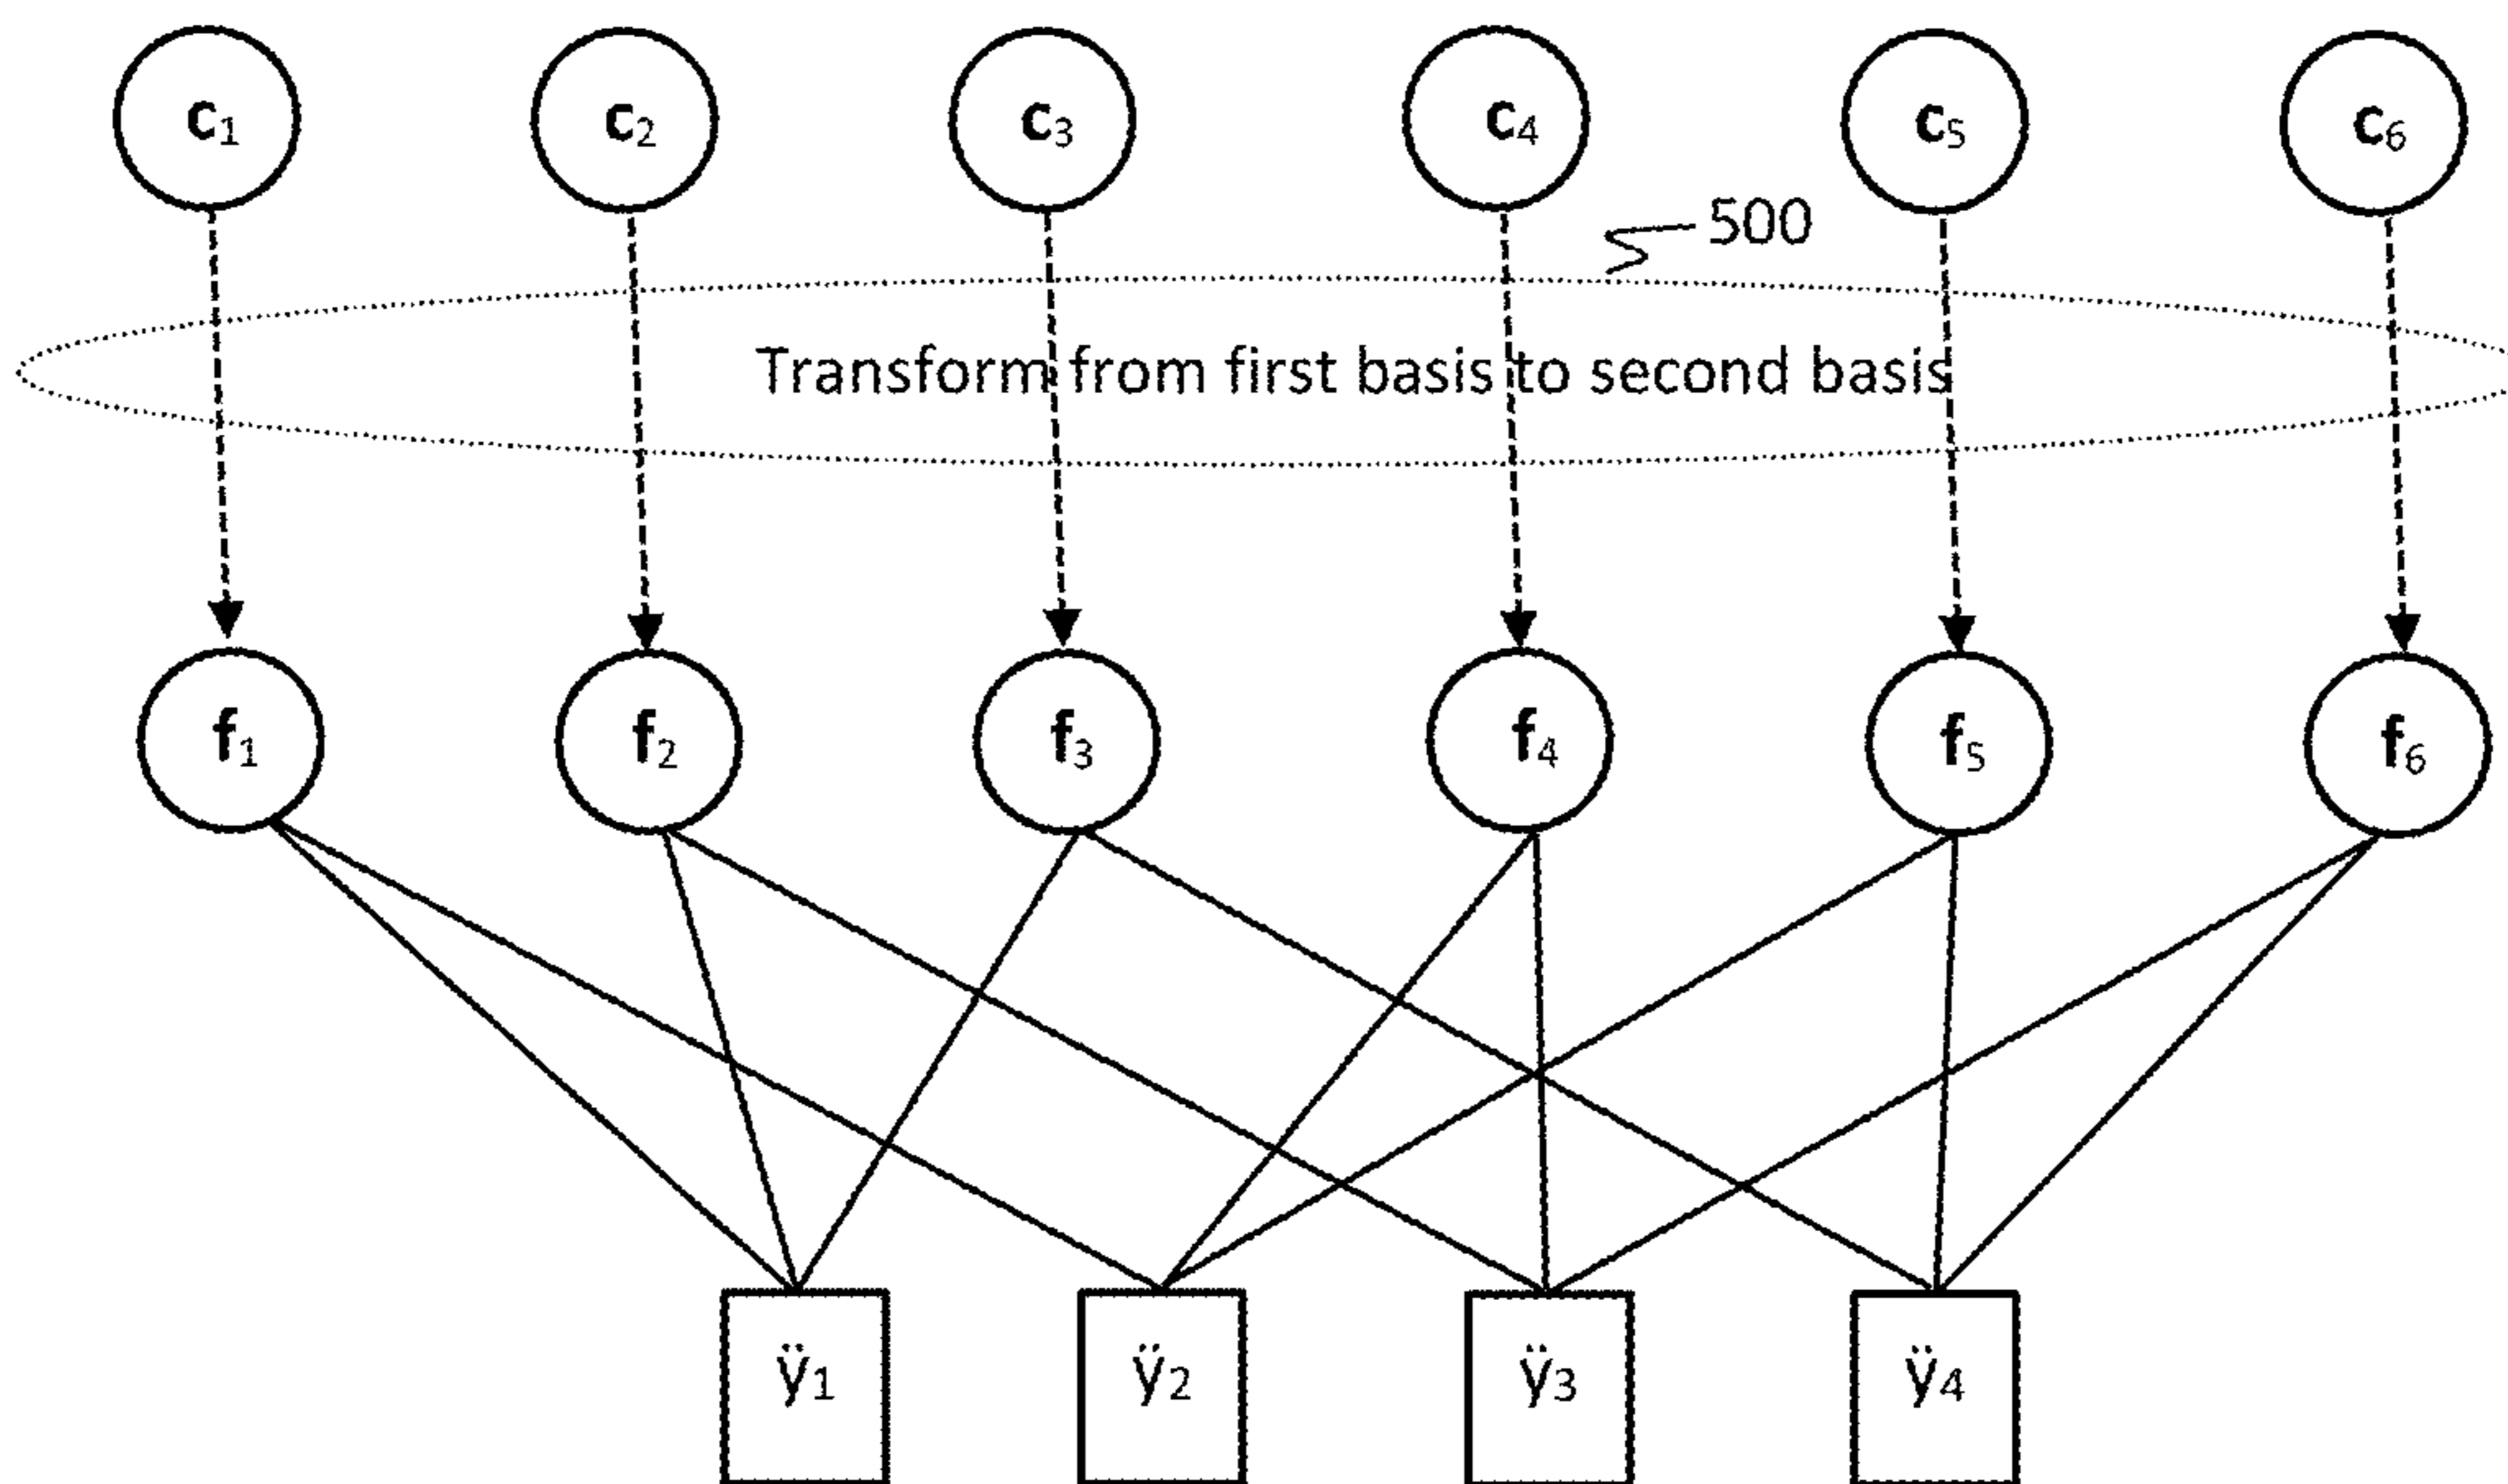 c1 c2 c3 c4 c5 c6
500
Transform from first basis to second basis
f1 f2 f3 f4 f5 f6
ÿ1 ÿ2 ÿ3 ÿ4